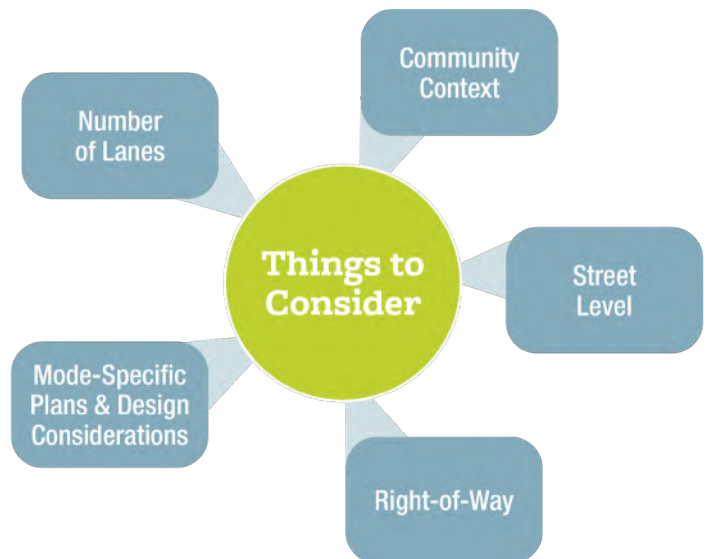 Community
Context
Number
of Lanes
Things to
Consider
Street
Level
Mode-Specific
Plans & Design
Considerations
Right-of-Way